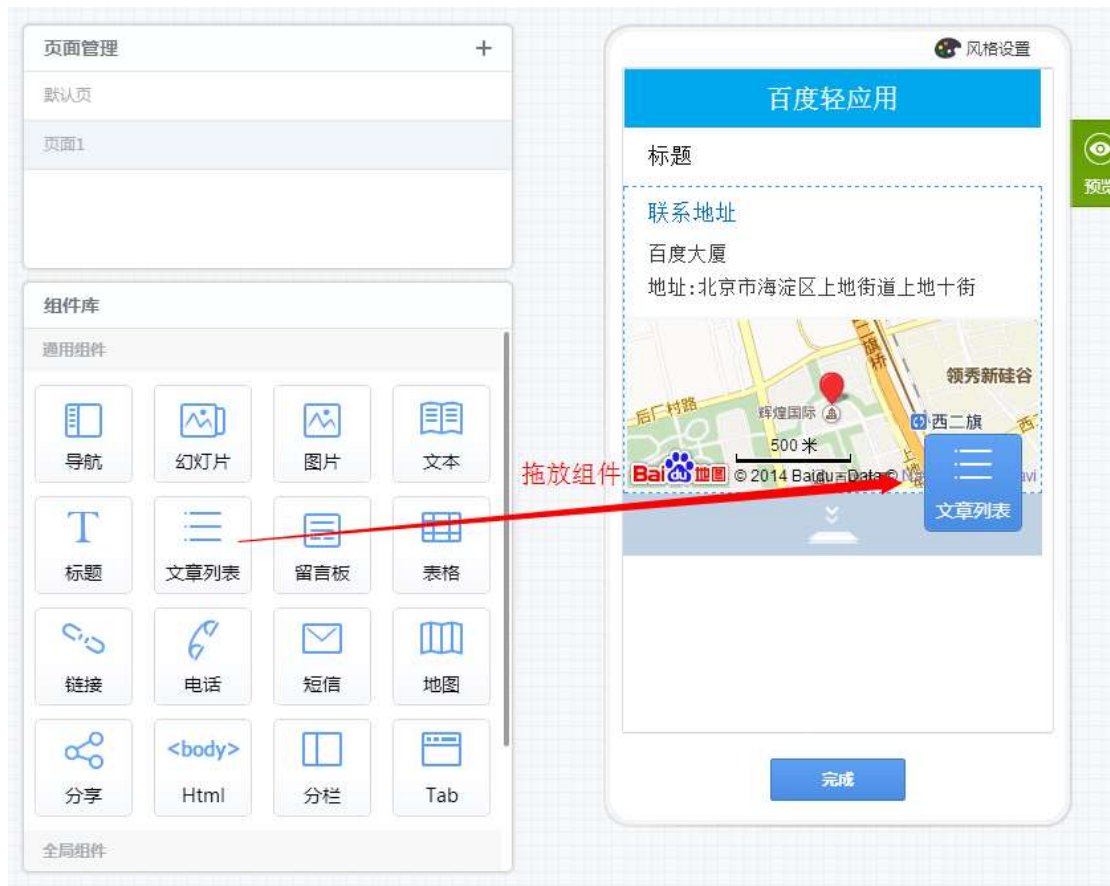 页面管理 +
默认页
页面1
组件库
通用组件
导航 幻灯片 图片 文本
标题 文章列表 留言板 表格
链接 电话 短信 地图
分享 <body> Html 分栏 Tab
全局组件
拖放组件
风格设置
百度轻应用
标题
联系地址
百度大厦
地址:北京市海淀区上地街道上地十街
领秀新硅谷
后厂村路
辉煌国际
西二旗
500 米
Bai du 地图 © 2014 Baidu - Data ©
文章列表
完成
预览